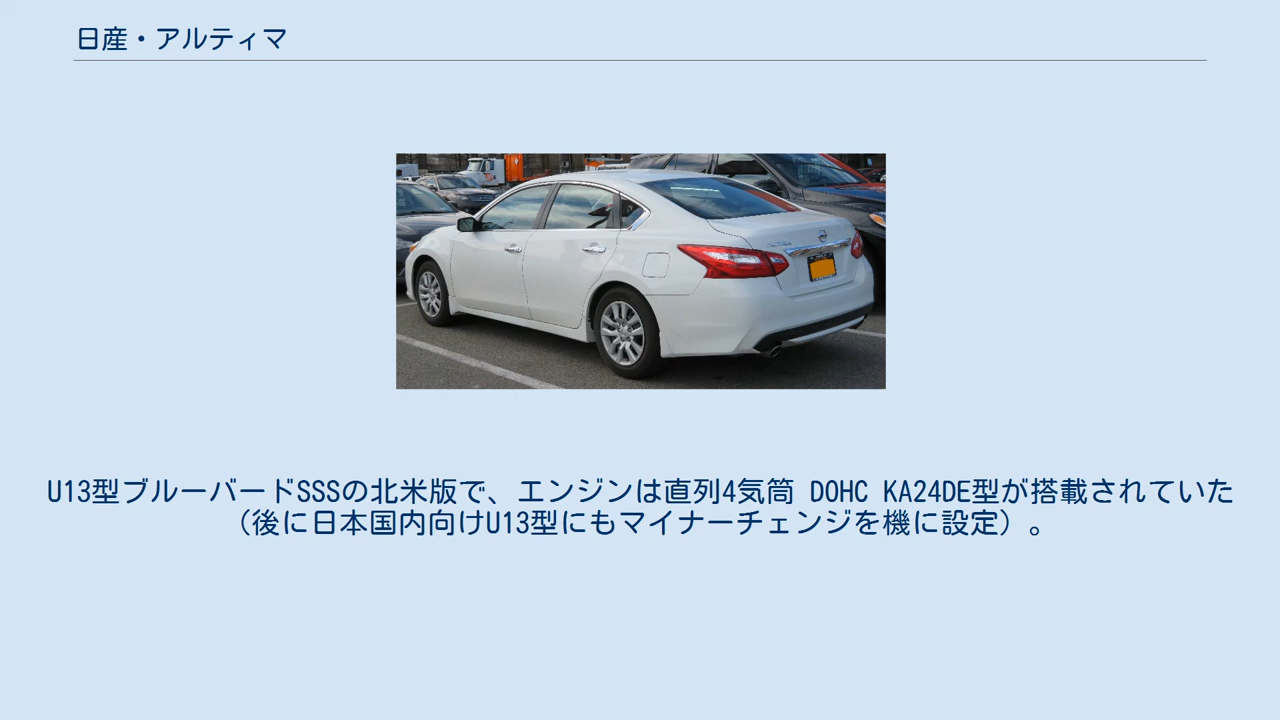 日産・アルティマ
U13型ブルーバードSSSの北米版で、エンジンは直列4気筒 DOHC KA24DE型が搭載されていた
（後に日本国内向けU13型にもマイナーチェンジを機に設定）。